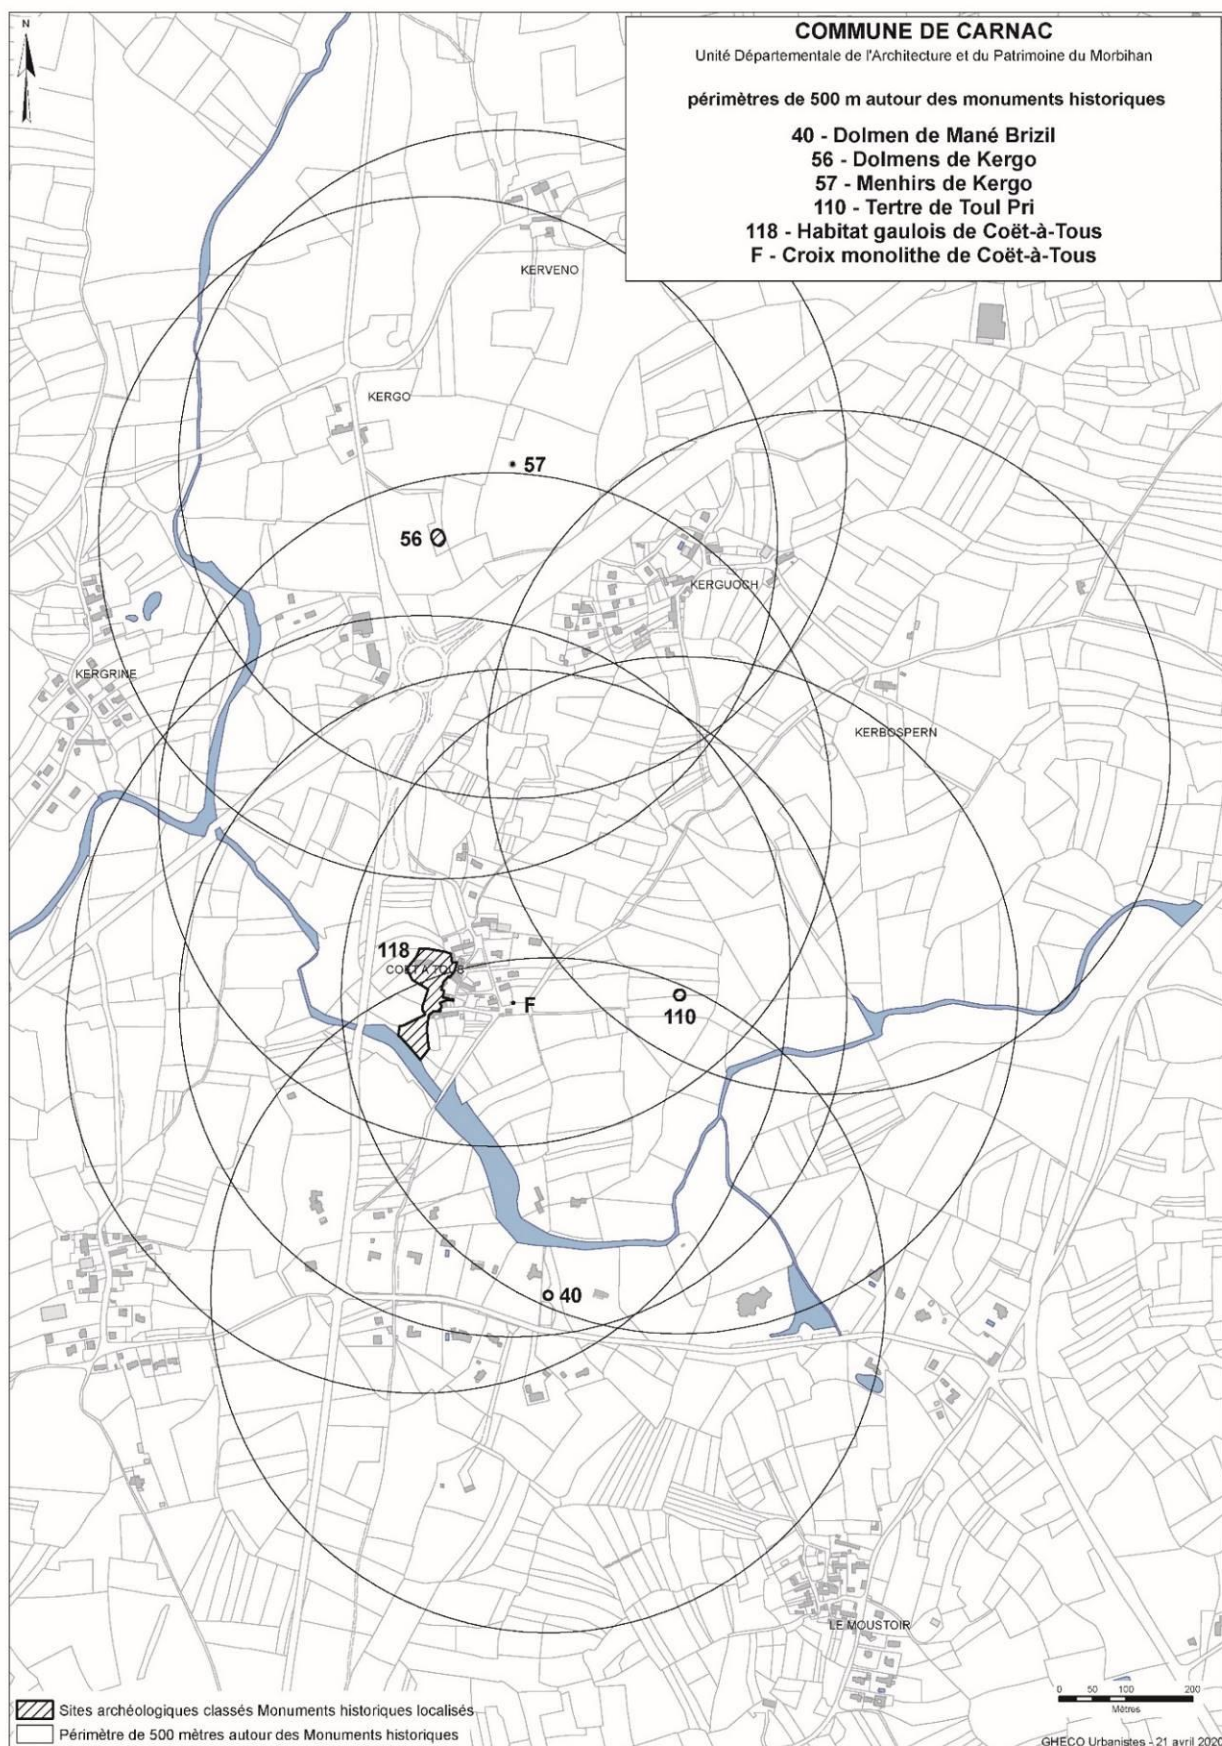 N
COMMUNE DE CARNAC
Unité Départementale de l'Architecture et du Patrimoine du Morbihan
périmètres de 500 m autour des monuments historiques
40 - Dolmen de Mané Brizil
56 - Dolmens de Kergo
57 - Menhirs de Kergo
110 - Tertre de Toul Pri
118 - Habitat gaulois de Coët-à-Tous
F - Croix monolithe de Coët-à-Tous
KERVENO
KERGO
57
56
KERGUOCH
KERGRINE
KERBOSPERN
118
COET A TOUS
F
110
40
LE MOUSTOIR
Sites archéologiques classés Monuments historiques localisés
Périmètre de 500 mètres autour des Monuments historiques
0 50 100 200
Mètres
GHECO Urbanistes - 21 avril 2020